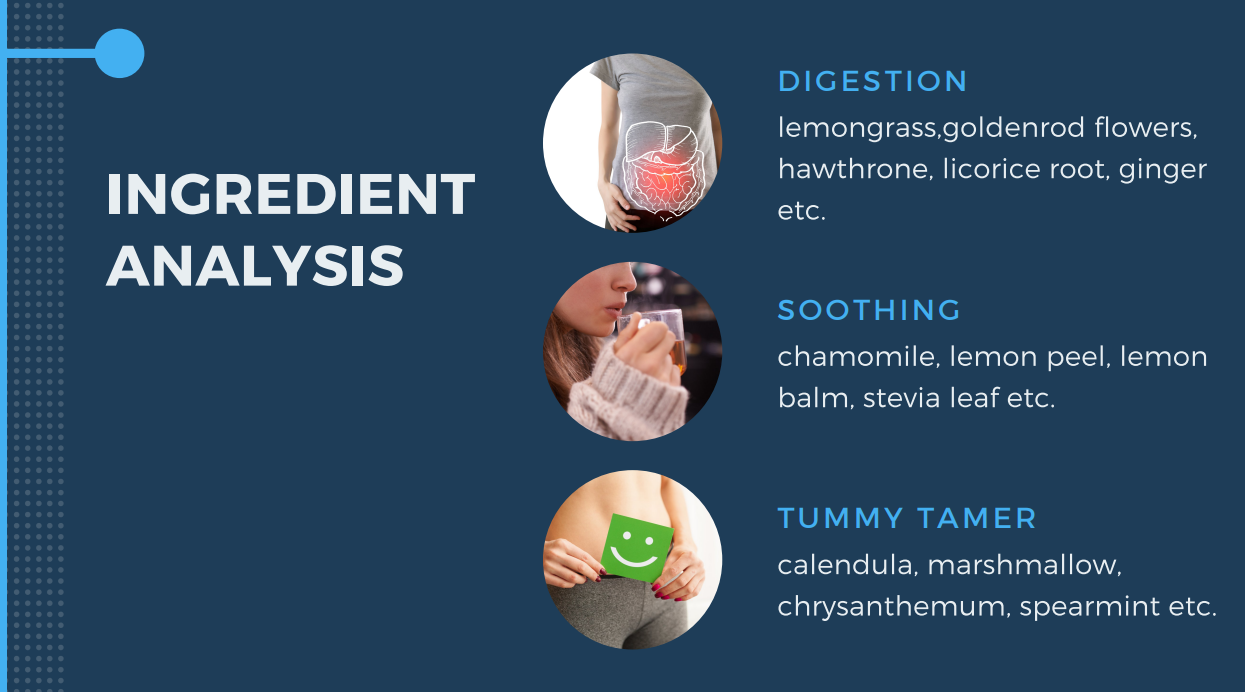 INGREDIENT
ANALYSIS
DIGESTION
lemongrass,goldenrod flowers,
hawthrone, licorice root, ginger
etc.
SOOTHING
chamomile, lemon peel, lemon
balm, stevia leaf etc.
TUMMY TAMER
calendula, marshmallow,
chrysanthemum, spearmint etc.